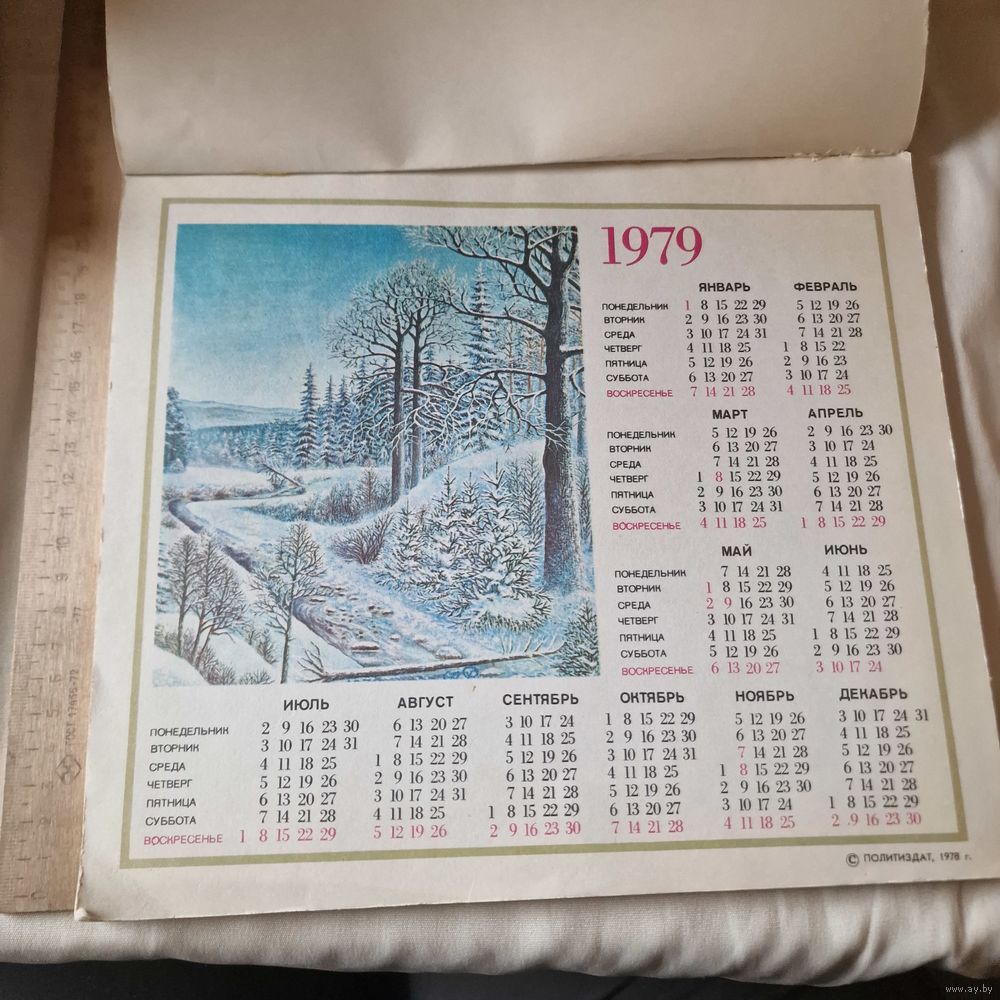 1979
ЯНВАРЬ ФЕВРАЛЬ
ПОНЕДЕЛЬНИК 1 8 15 22 29 5 12 19 26
ВТОРНИК 2 9 16 23 30 6 13 20 27
СРЕДА 3 10 17 24 31 7 14 21 28
ЧЕТВЕРГ 4 11 18 25 1 8 15 22
ПЯТНИЦА 5 12 19 26 2 9 16 23
СУББОТА 6 13 20 27 3 10 17 24
ВОСКРЕСЕНЬЕ 7 14 21 28 4 11 18 25
МАРТ АПРЕЛЬ
ПОНЕДЕЛЬНИК 5 12 19 26 2 9 16 23 30
ВТОРНИК 6 13 20 27 3 10 17 24
СРЕДА 7 14 21 28 4 11 18 25
ЧЕТВЕРГ 1 8 15 22 29 5 12 19 26
ПЯТНИЦА 2 9 16 23 30 6 13 20 27
СУББОТА 3 10 17 24 31 7 14 21 28
ВОСКРЕСЕНЬЕ 4 11 18 25 1 8 15 22 29
МАЙ ИЮНЬ
ПОНЕДЕЛЬНИК 7 14 21 28 4 11 18 25
ВТОРНИК 1 8 15 22 29 5 12 19 26
СРЕДА 2 9 16 23 30 6 13 20 27
ЧЕТВЕРГ 3 10 17 24 31 7 14 21 28
ПЯТНИЦА 4 11 18 25 1 8 15 22 29
СУББОТА 5 12 19 26 2 9 16 23 30
ВОСКРЕСЕНЬЕ 6 13 20 27 3 10 17 24
ИЮЛЬ АВГУСТ СЕНТЯБРЬ ОКТЯБРЬ НОЯБРЬ ДЕКАБРЬ
ПОНЕДЕЛЬНИК 2 9 16 23 30 6 13 20 27 3 10 17 24 1 8 15 22 29 5 12 19 26 3 10 17 24 31
ВТОРНИК 3 10 17 24 31 7 14 21 28 4 11 18 25 2 9 16 23 30 6 13 20 27 4 11 18 25
СРЕДА 4 11 18 25 1 8 15 22 29 5 12 19 26 3 10 17 24 31 7 14 21 28 5 12 19 26
ЧЕТВЕРГ 5 12 19 26 2 9 16 23 30 6 13 20 27 4 11 18 25 1 8 15 22 29 6 13 20 27
ПЯТНИЦА 6 13 20 27 3 10 17 24 31 7 14 21 28 5 12 19 26 2 9 16 23 30 7 14 21 28
СУББОТА 7 14 21 28 4 11 18 25 1 8 15 22 29 6 13 20 27 3 10 17 24 1 8 15 22 29
ВОСКРЕСЕНЬЕ 1 8 15 22 29 5 12 19 26 2 9 16 23 30 7 14 21 28 4 11 18 25 2 9 16 23 30
© ПОЛИТИЗДАТ, 1978 г.
www.ay.by